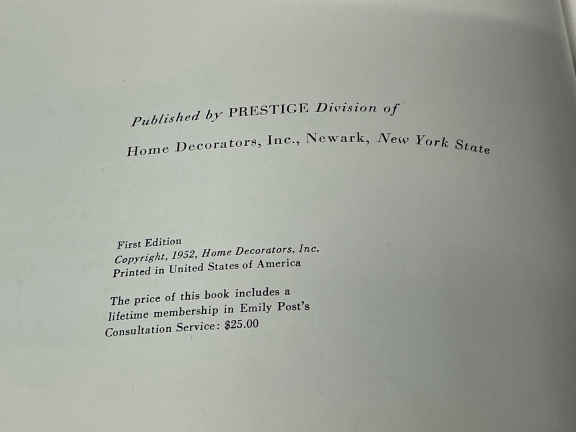 Published by PRESTIGE Division of
Home Decorators, Inc., Newark, New York State
First Edition
Copyright, 1952, Home Decorators, Inc.
Printed in United States of America
The price of this book includes a
lifetime membership in Emily Post's
Consultation Service: $25.00